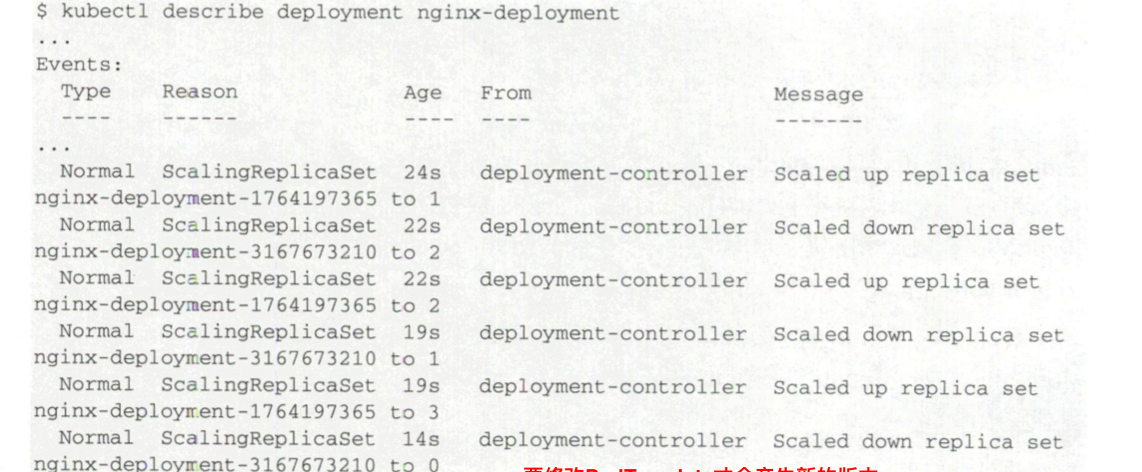 $ kubectl describe deployment nginx-deployment
...
Events:
Type Reason Age From Message
---- ------ ---- ---- -------
...
Normal ScalingReplicaSet 24s deployment-controller Scaled up replica set
nginx-deployment-1764197365 to 1
Normal ScalingReplicaSet 22s deployment-controller Scaled down replica set
nginx-deployment-3167673210 to 2
Normal ScalingReplicaSet 22s deployment-controller Scaled up replica set
nginx-deployment-1764197365 to 2
Normal ScalingReplicaSet 19s deployment-controller Scaled down replica set
nginx-deployment-3167673210 to 1
Normal ScalingReplicaSet 19s deployment-controller Scaled up replica set
nginx-deployment-1764197365 to 3
Normal ScalingReplicaSet 14s deployment-controller Scaled down replica set
nginx-deployment-3167673210 to 0